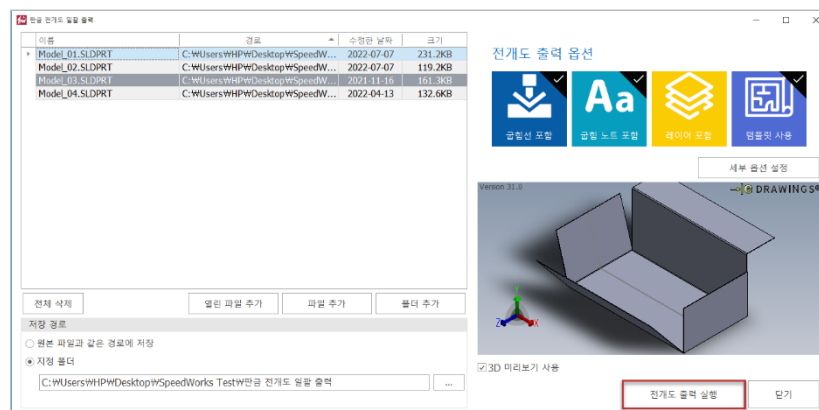 판금 전개도 일괄 출력
이름 경로 수정한 날짜 크기
Model_01.SLDPRT C:₩Users₩HP₩Desktop₩SpeedW... 2022-07-07 231.2KB
Model_02.SLDPRT C:₩Users₩HP₩Desktop₩SpeedW... 2022-07-07 119.2KB
Model_03.SLDPRT C:₩Users₩HP₩Desktop₩SpeedW... 2021-11-16 161.3KB
Model_04.SLDPRT C:₩Users₩HP₩Desktop₩SpeedW... 2022-04-13 132.6KB
전체 삭제 열린 파일 추가 파일 추가 폴더 추가
저장 경로
원본 파일과 같은 경로에 저장
지정 폴더
C:₩Users₩HP₩Desktop₩SpeedWorks Test₩판금 전개도 일괄 출력 ...
전개도 출력 옵션
Aa
굽힘선 포함 굽힘 노트 포함 레이어 포함 템플릿 사용
세부 옵션 설정
Version 31.0 DRAWINGS®
Y
Z X
3D 미리보기 사용
전개도 출력 실행 닫기